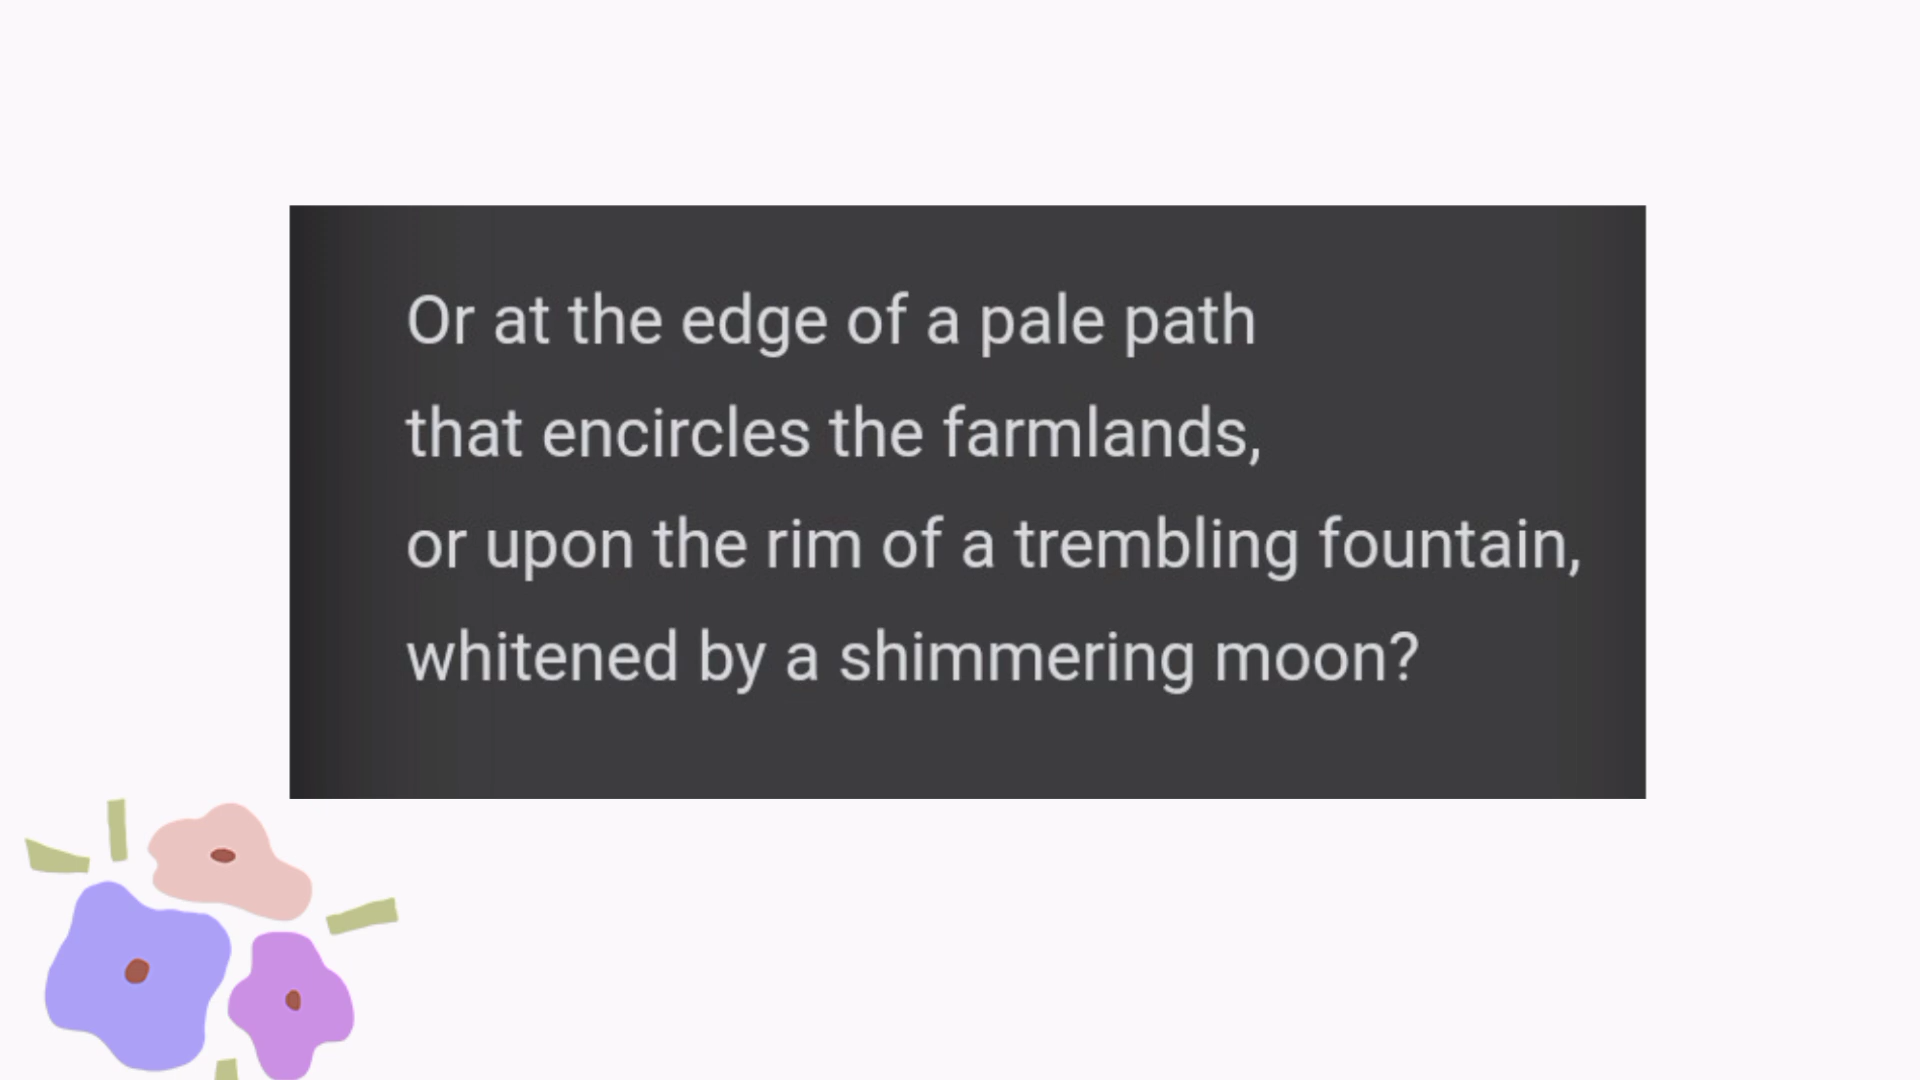 Or at the edge of a pale path
that encircles the farmlands,
or upon the rim of a trembling fountain,
whitened by a shimmering moon?